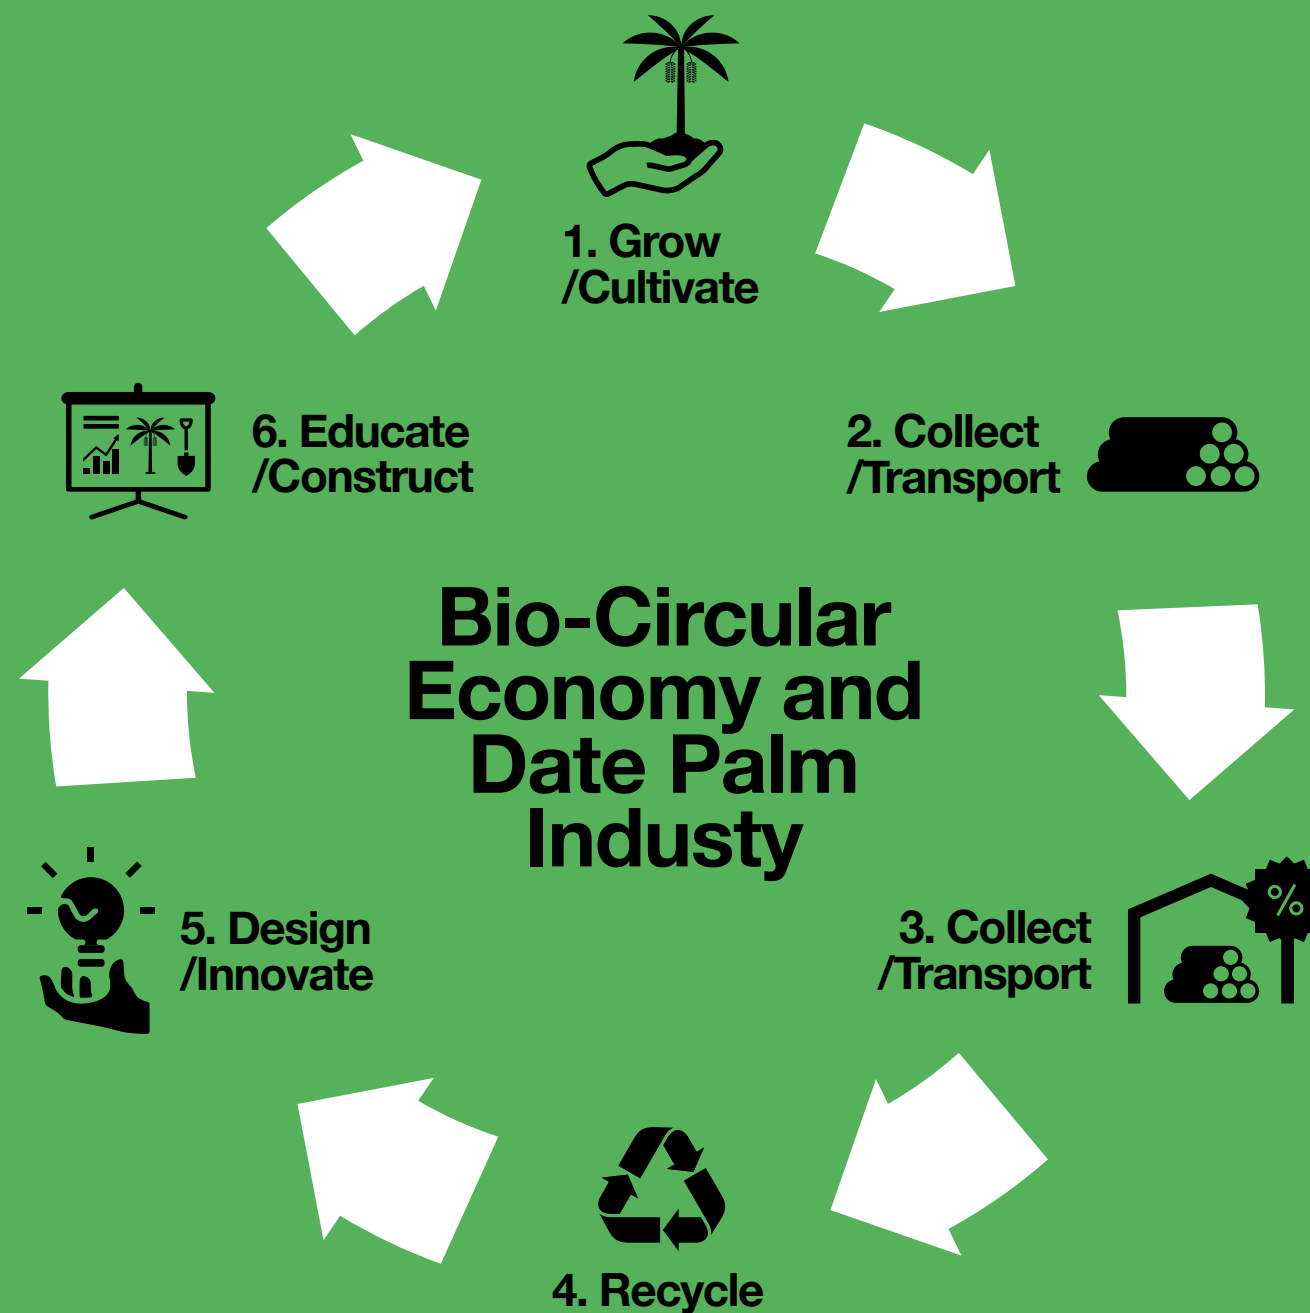 1. Grow
/Cultivate
6. Educate
/Construct
2. Collect
/Transport
Bio-Circular
Economy and
Date Palm
Industy
5. Design
/Innovate
3. Collect
/Transport
%
4. Recycle